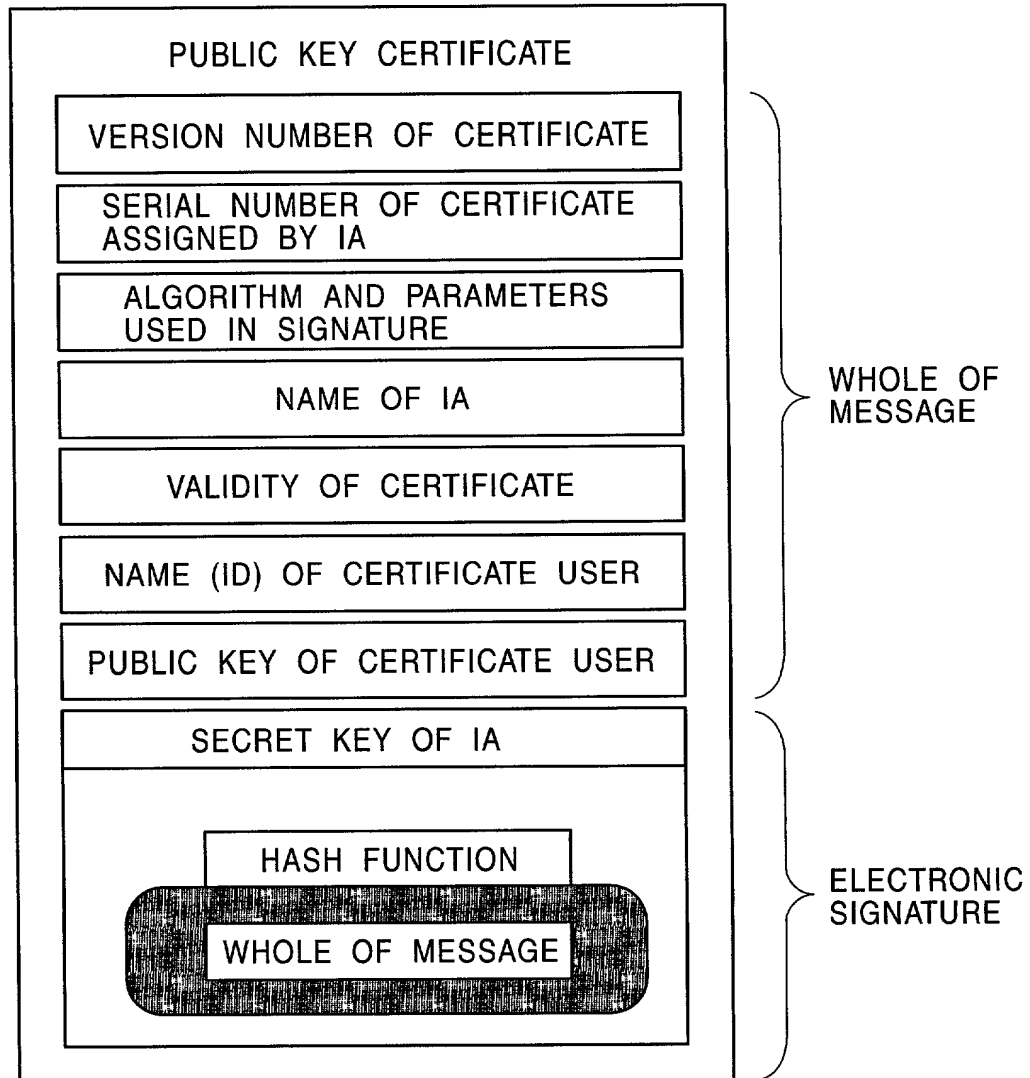 PUBLIC KEY CERTIFICATE
VERSION NUMBER OF CERTIFICATE
SERIAL NUMBER OF CERTIFICATE
ASSIGNED BY IA
ALGORITHM AND PARAMETERS
USED IN SIGNATURE
NAME OF IA
VALIDITY OF CERTIFICATE
NAME (ID) OF CERTIFICATE USER
PUBLIC KEY OF CERTIFICATE USER
WHOLE OF
MESSAGE
SECRET KEY OF IA
HASH FUNCTION
WHOLE OF MESSAGE
ELECTRONIC
SIGNATURE